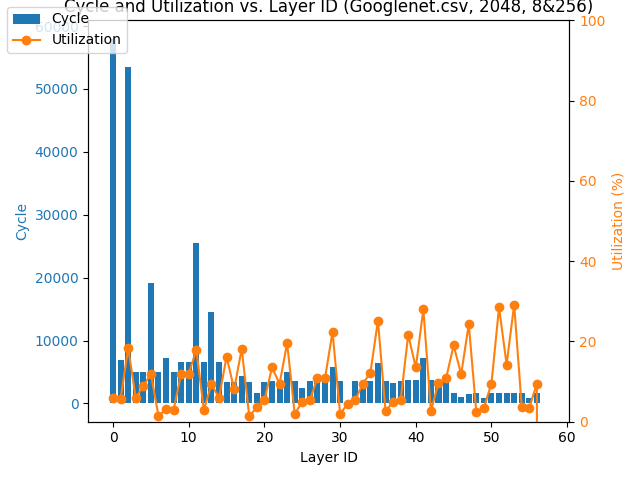 Cycle and Utilization vs. Layer ID (Googlenet.csv, 2048, 8&256)
Cycle
Utilization
60000
50000
40000
30000
20000
10000
0
Cycle
100
80
60
40
20
0
Utilization (%)
0 10 20 30 40 50 60
Layer ID